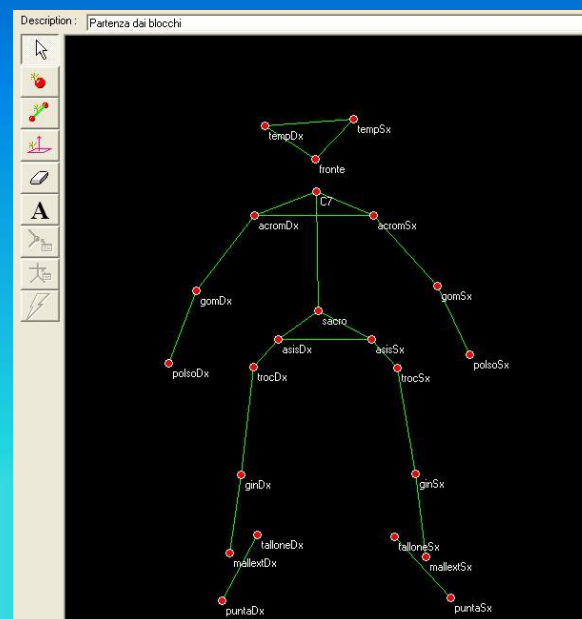 Description : Partenza dai blocchi
tempDx tempSx
fronte
C7
acromDx acromSx
A
gomDx gomSx
sacro
asisDx asisSx
polsoDx polsoSx
trocDx trocSx
ginDx ginSx
talloneDx talloneSx
mallextDx mallextSx
puntaDx puntaSx